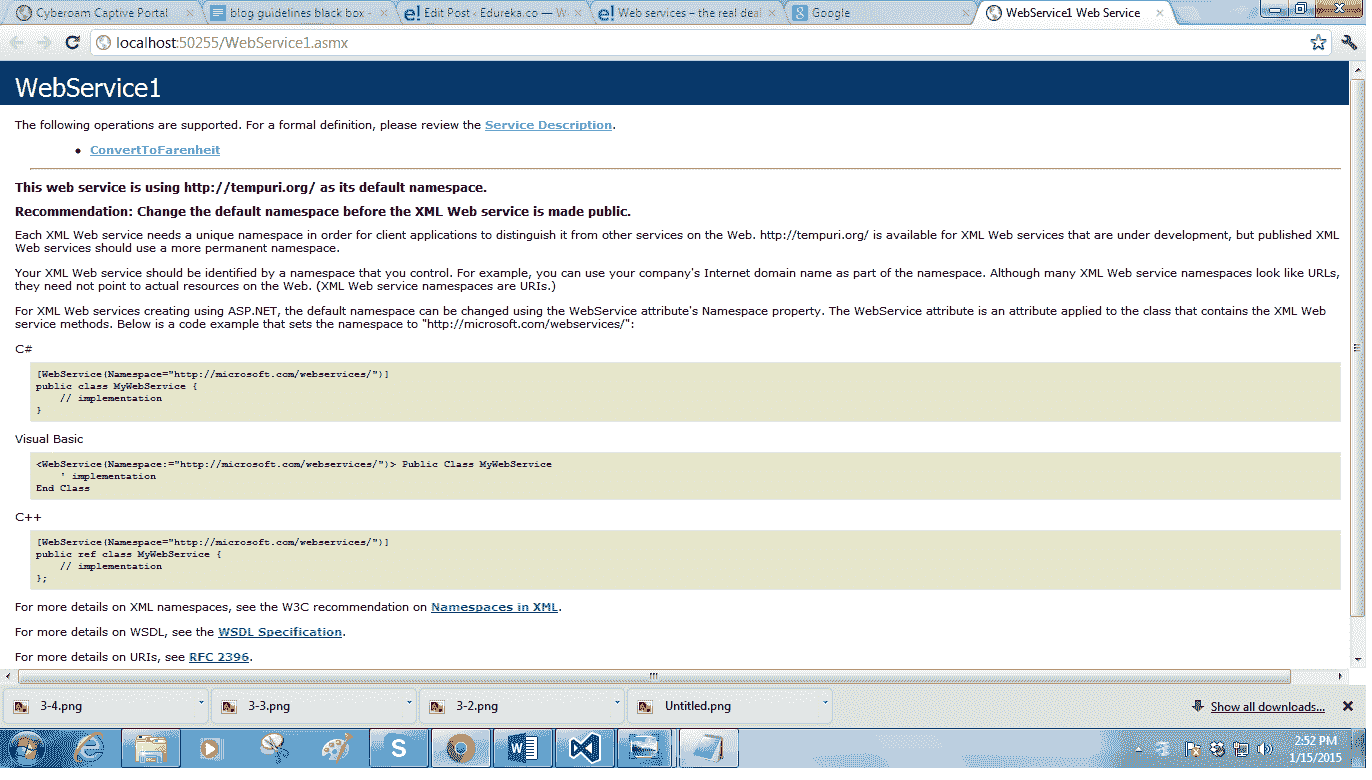 Cyberoam Captive Portal
blog guidelines black box -
Edit Post ‹ Edureka.co — W
Web services – the real deal
Google
WebService1 Web Service
localhost:50255/WebService1.asmx
WebService1
The following operations are supported. For a formal definition, please review the Service Description.
ConvertToFarenheit
This web service is using http://tempuri.org/ as its default namespace.
Recommendation: Change the default namespace before the XML Web service is made public.
Each XML Web service needs a unique namespace in order for client applications to distinguish it from other services on the Web. http://tempuri.org/ is available for XML Web services that are under development, but published XML
Web services should use a more permanent namespace.
Your XML Web service should be identified by a namespace that you control. For example, you can use your company's Internet domain name as part of the namespace. Although many XML Web service namespaces look like URLs,
they need not point to actual resources on the Web. (XML Web service namespaces are URIs.)
For XML Web services creating using ASP.NET, the default namespace can be changed using the WebService attribute's Namespace property. The WebService attribute is an attribute applied to the class that contains the XML Web
service methods. Below is a code example that sets the namespace to "http://microsoft.com/webservices/":
C#
[WebService(Namespace="http://microsoft.com/webservices/")]
public class MyWebService {
// implementation
}
Visual Basic
<WebService(Namespace:="http://microsoft.com/webservices/")> Public Class MyWebService
' implementation
End Class
C++
[WebService(Namespace="http://microsoft.com/webservices/")]
public ref class MyWebService {
// implementation
};
For more details on XML namespaces, see the W3C recommendation on Namespaces in XML.
For more details on WSDL, see the WSDL Specification.
For more details on URIs, see RFC 2396.
3-4.png
3-3.png
3-2.png
Untitled.png
Show all downloads...
2:52 PM
1/15/2015